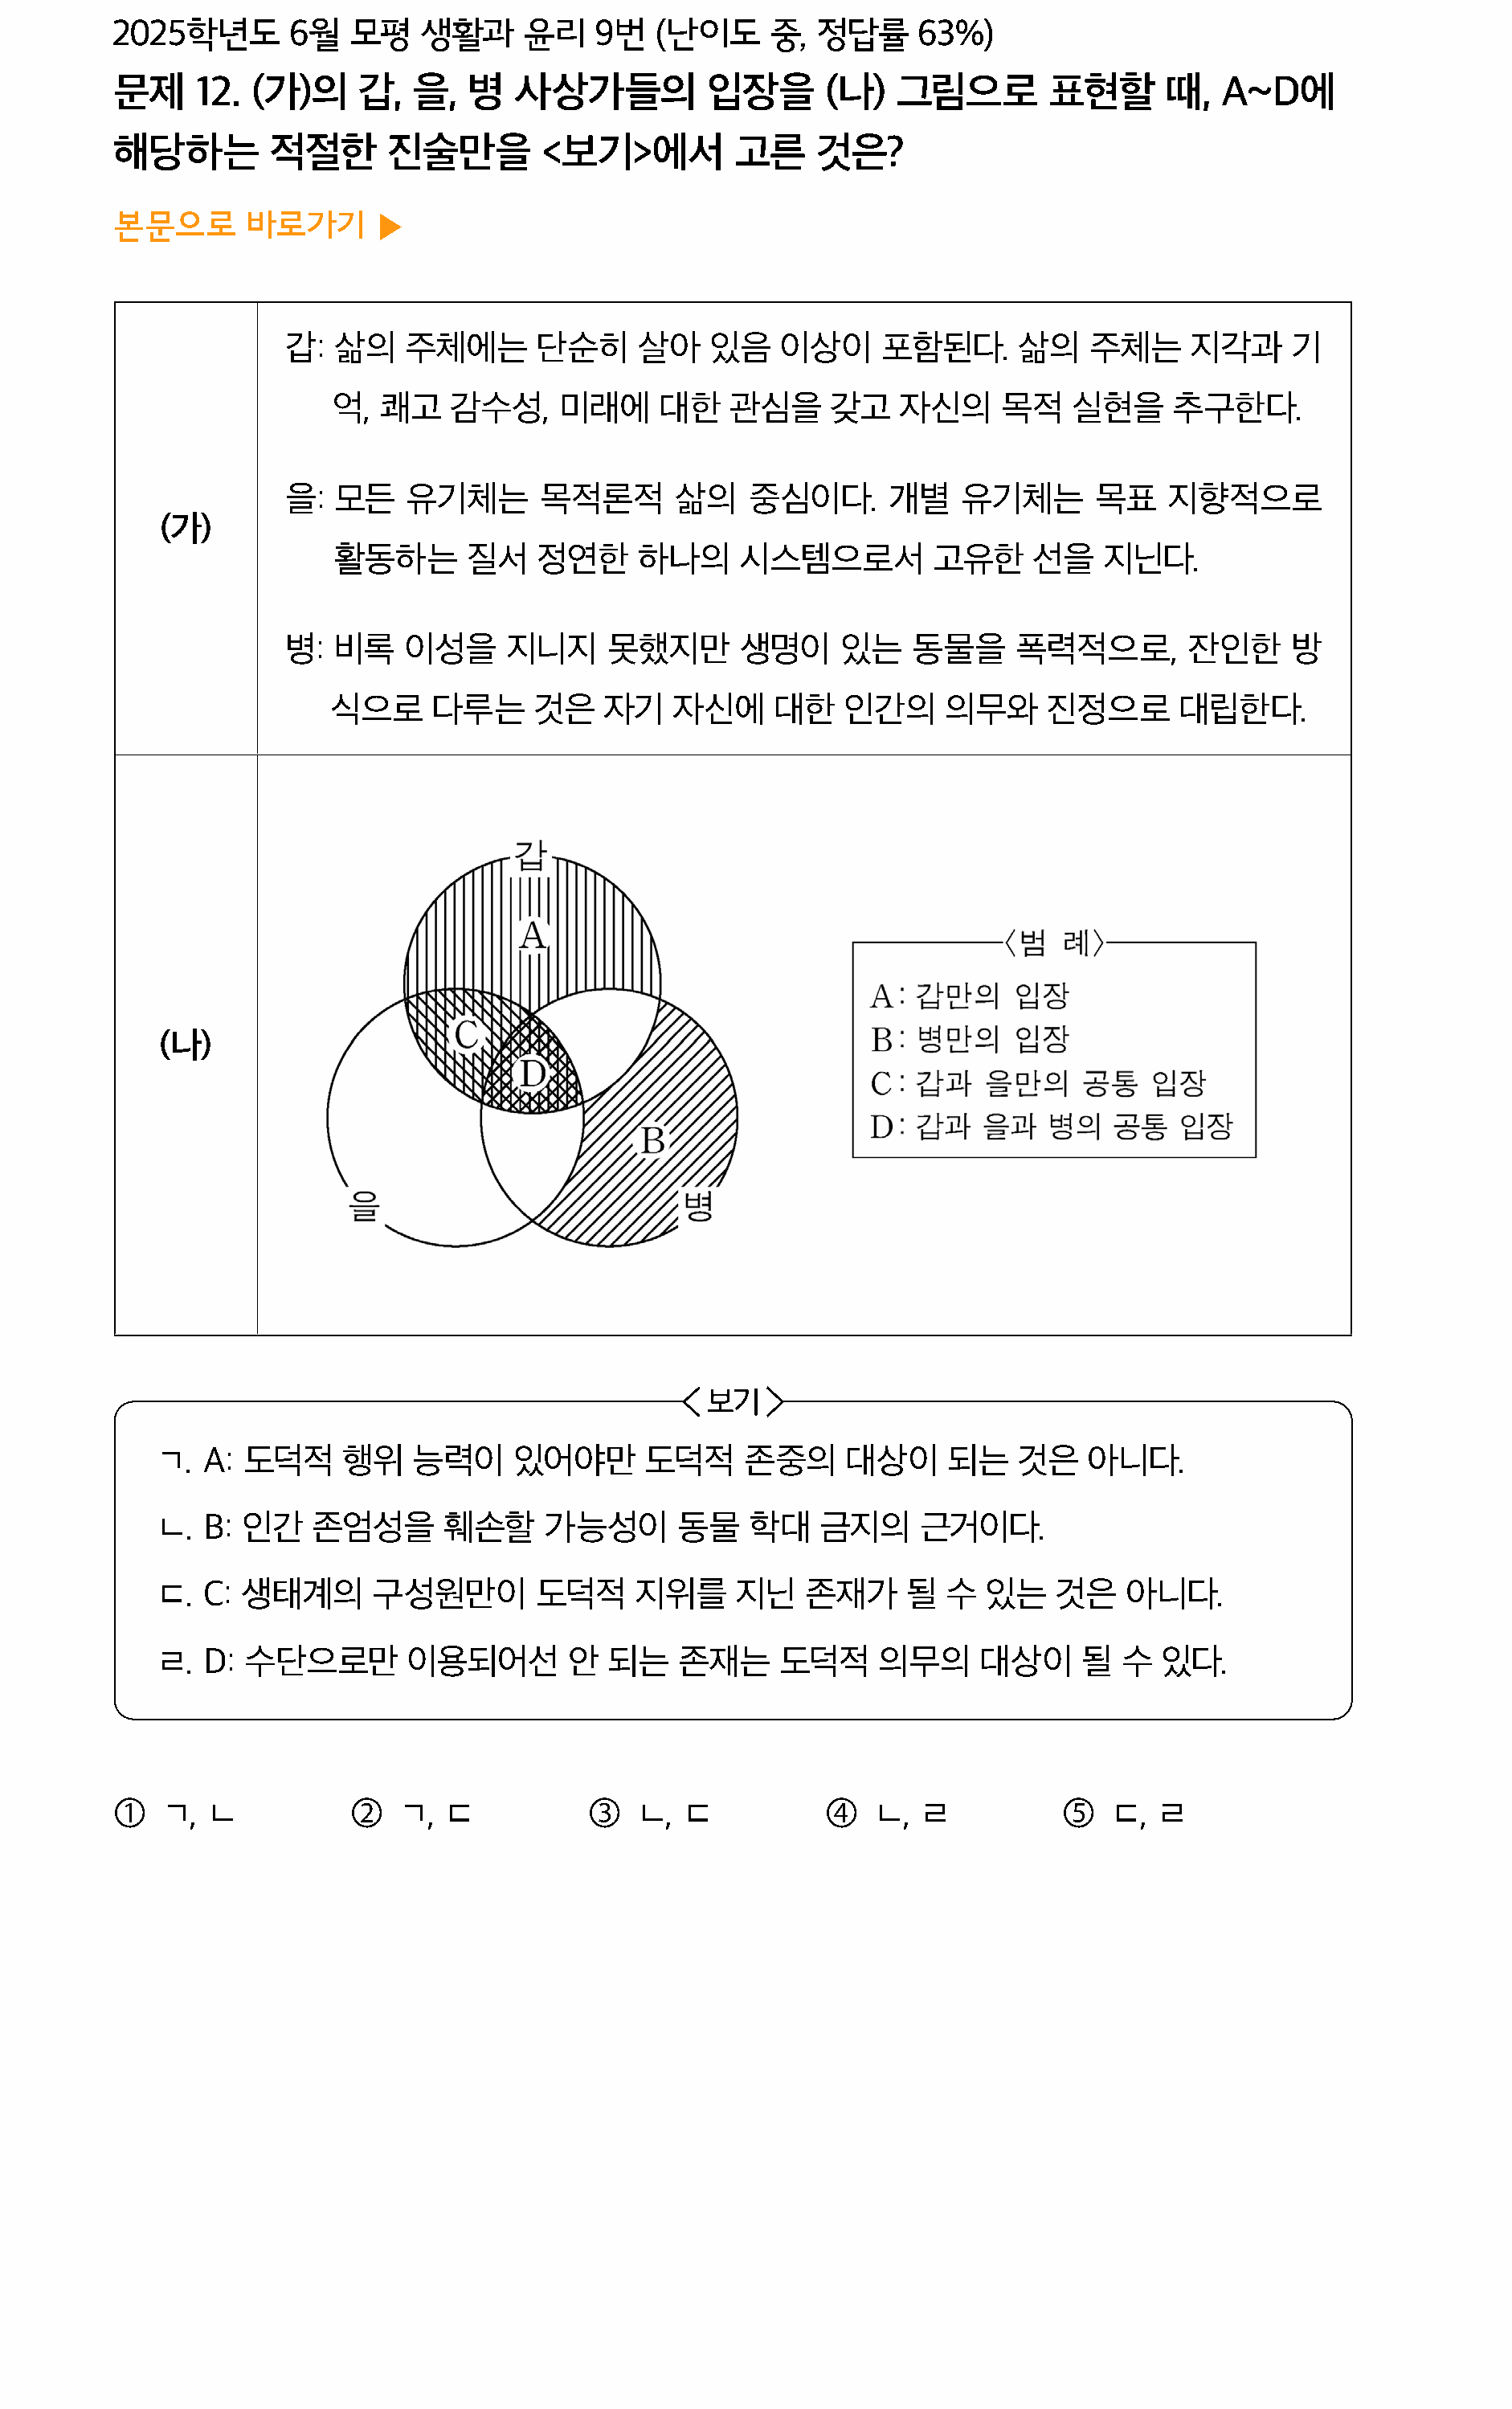 2025학년도 6월 모평 생활과 윤리 9번 (난이도 중, 정답률 63%)
문제 12. (가)의 갑, 을, 병 사상가들의 입장을 (나) 그림으로 표현할 때, A~D에
해당하는 적절한 진술만을 <보기>에서 고른 것은?
본문으로 바로가기 ▶
(가)
갑: 삶의 주체에는 단순히 살아 있음 이상이 포함된다. 삶의 주체는 지각과 기
억, 쾌고 감수성, 미래에 대한 관심을 갖고 자신의 목적 실현을 추구한다.
을: 모든 유기체는 목적론적 삶의 중심이다. 개별 유기체는 목표 지향적으로
활동하는 질서 정연한 하나의 시스템으로서 고유한 선을 지닌다.
병: 비록 이성을 지니지 못했지만 생명이 있는 동물을 폭력적으로, 잔인한 방
식으로 다루는 것은 자기 자신에 대한 인간의 의무와 진정으로 대립한다.
(나)
갑
A
C
D
B
을
병
<범 례>
A: 갑만의 입장
B: 병만의 입장
C: 갑과 을만의 공통 입장
D: 갑과 을과 병의 공통 입장
<보기>
ㄱ. A: 도덕적 행위 능력이 있어야만 도덕적 존중의 대상이 되는 것은 아니다.
ㄴ. B: 인간 존엄성을 훼손할 가능성이 동물 학대 금지의 근거이다.
ㄷ. C: 생태계의 구성원만이 도덕적 지위를 지닌 존재가 될 수 있는 것은 아니다.
ㄹ. D: 수단으로만 이용되어선 안 되는 존재는 도덕적 의무의 대상이 될 수 있다.
① ㄱ, ㄴ ② ㄱ, ㄷ ③ ㄴ, ㄷ ④ ㄴ, ㄹ ⑤ ㄷ, ㄹ